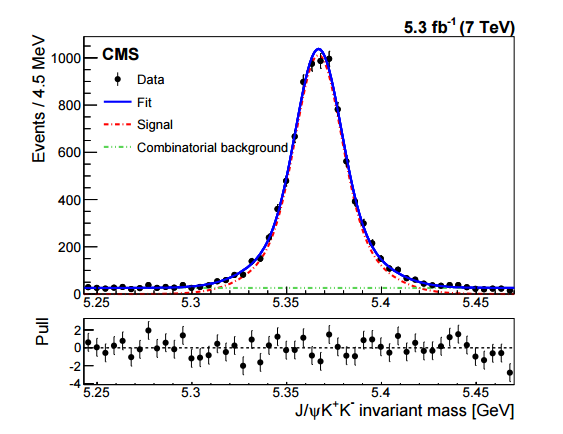 5.3 fb⁻¹ (7 TeV)
Events / 4.5 MeV
CMS
Data
Fit
Signal
Combinatorial background
1000
800
600
400
200
0
5.25 5.3 5.35 5.4 5.45
Pull
2
0
-2
-4
5.25 5.3 5.35 5.4 5.45
J/ψK⁺K⁻ invariant mass [GeV]